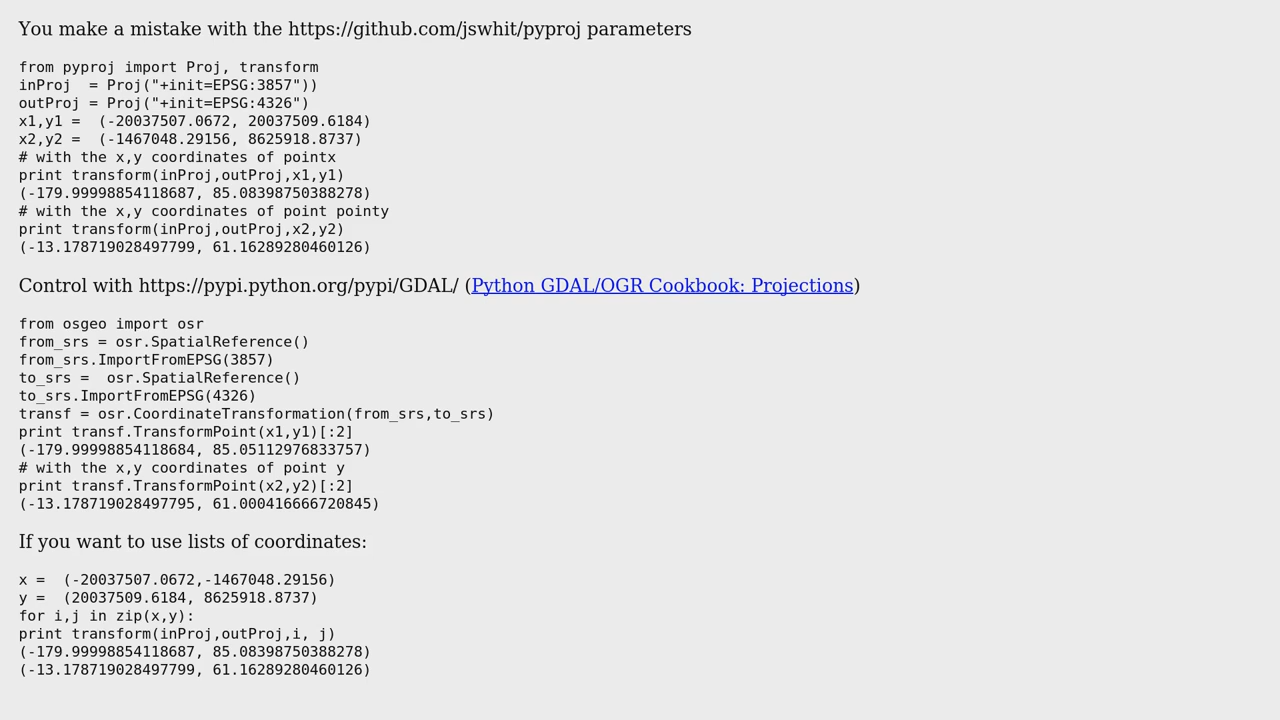 You make a mistake with the https://github.com/jswhit/pyproj parameters
from pyproj import Proj, transform
inProj  = Proj("+init=EPSG:3857"))
outProj = Proj("+init=EPSG:4326")
x1,y1 =  (-20037507.0672, 20037509.6184)
x2,y2 =  (-1467048.29156, 8625918.8737)
# with the x,y coordinates of pointx
print transform(inProj,outProj,x1,y1)
(-179.99998854118687, 85.08398750388278)
# with the x,y coordinates of point pointy
print transform(inProj,outProj,x2,y2)
(-13.178719028497799, 61.16289280460126)
Control with https://pypi.python.org/pypi/GDAL/ (Python GDAL/OGR Cookbook: Projections)
from osgeo import osr
from_srs = osr.SpatialReference()
from_srs.ImportFromEPSG(3857)
to_srs =  osr.SpatialReference()
to_srs.ImportFromEPSG(4326)
transf = osr.CoordinateTransformation(from_srs,to_srs)
print transf.TransformPoint(x1,y1)[:2]
(-179.99998854118684, 85.05112976833757)
# with the x,y coordinates of point y
print transf.TransformPoint(x2,y2)[:2]
(-13.178719028497795, 61.000416666720845)
If you want to use lists of coordinates:
x =  (-20037507.0672,-1467048.29156)
y =  (20037509.6184, 8625918.8737)
for i,j in zip(x,y):
print transform(inProj,outProj,i, j)
(-179.99998854118687, 85.08398750388278)
(-13.178719028497799, 61.16289280460126)